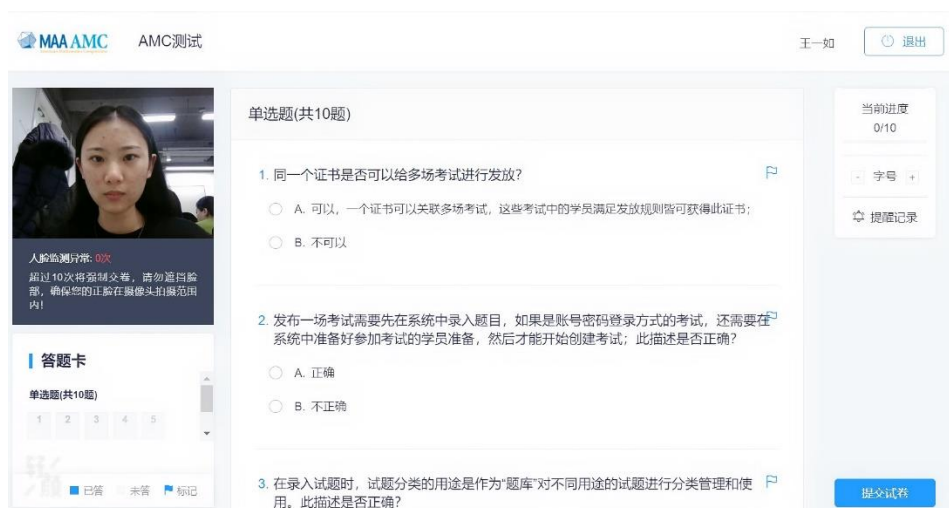 MAA AMC
AMC测试
王一如
退出
人脸监测异常: 0次
超过10次将强制交卷,请勿遮挡脸
部,确保您的正脸在摄像头拍摄范围
内!
答题卡
单选题(共10题)
1 2 3 4 5
已答 未答 标记
单选题(共10题)
1. 同一个证书是否可以给多场考试进行发放?
A. 可以,一个证书可以关联多场考试,这些考试中的学员满足发放规则皆可获得此证书;
B. 不可以
2. 发布一场考试需要先在系统中录入题目,如果是账号密码登录方式的考试,还需要在
系统中准备好参加考试的学员准备,然后才能开始创建考试;此描述是否正确?
A. 正确
B. 不正确
3. 在录入试题时,试题分类的用途是作为“题库”对不同用途的试题进行分类管理和使
用。此描述是否正确?
当前进度
0/10
- 字号 +
提醒记录
提交试卷